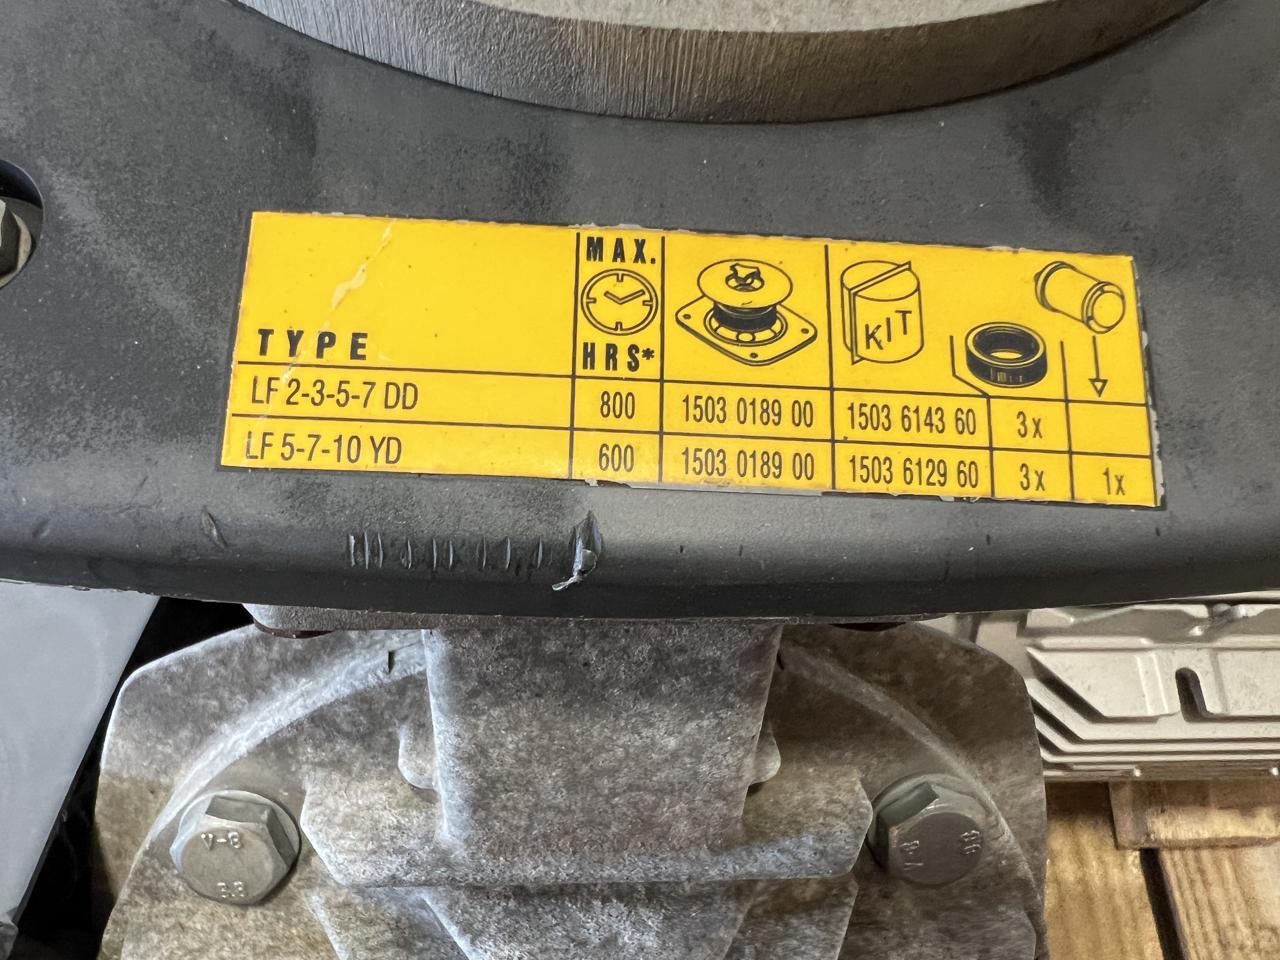 MAX.
KIT
TYPE
HRS*
LF 2-3-5-7 DD 800 1503 0189 00 1503 6143 60 3x
LF 5-7-10 YD 600 1503 0189 00 1503 6129 60 3x 1x